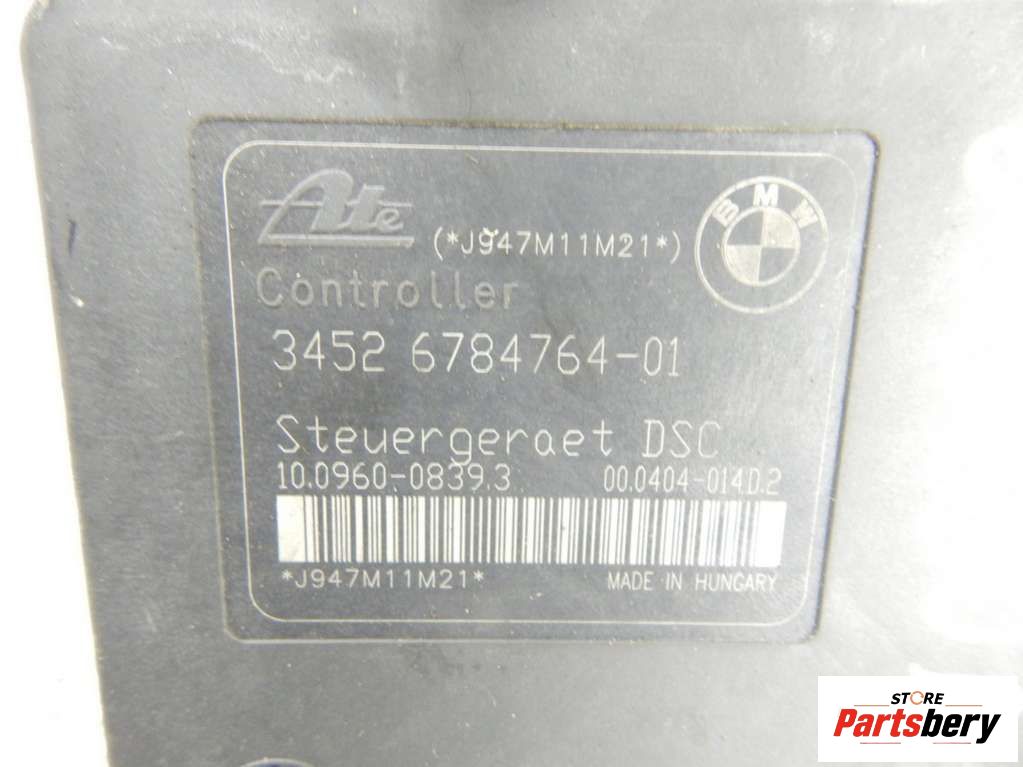 Ate
(*J947M11M21*)
BMW
Controller
3452 6784764-01
Steuergeraet DSC
10.0960-0839.3 00.0404-014D.2
*J947M11M21* MADE IN HUNGARY
STORE
Partsbery